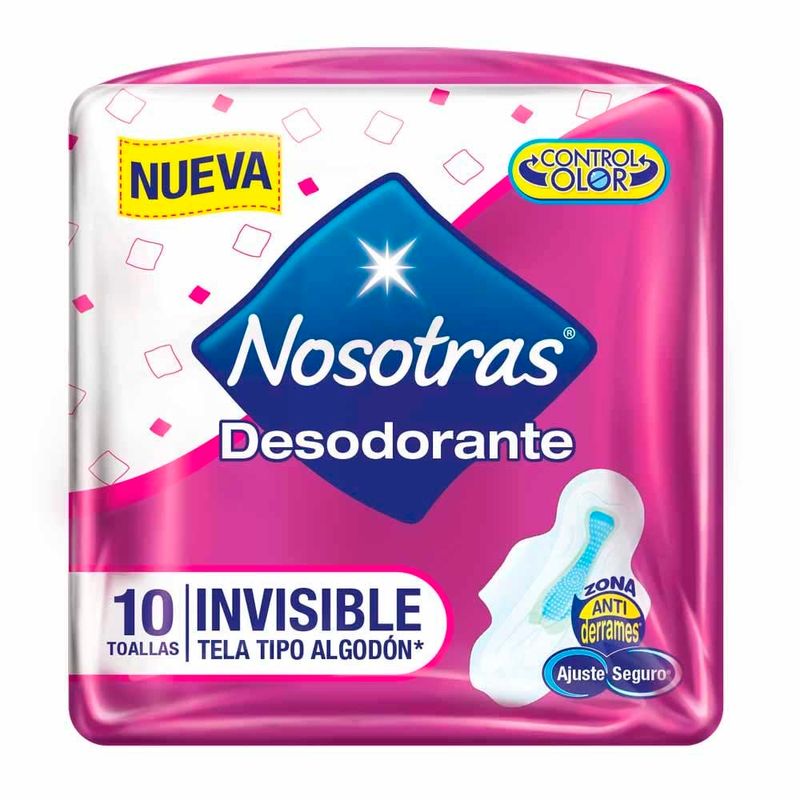 NUEVA
CONTROL
OLOR
Nosotras®
Desodorante
10
TOALLAS
INVISIBLE
TELA TIPO ALGODÓN*
ZONA
ANTI
derrames
Ajuste Seguro®